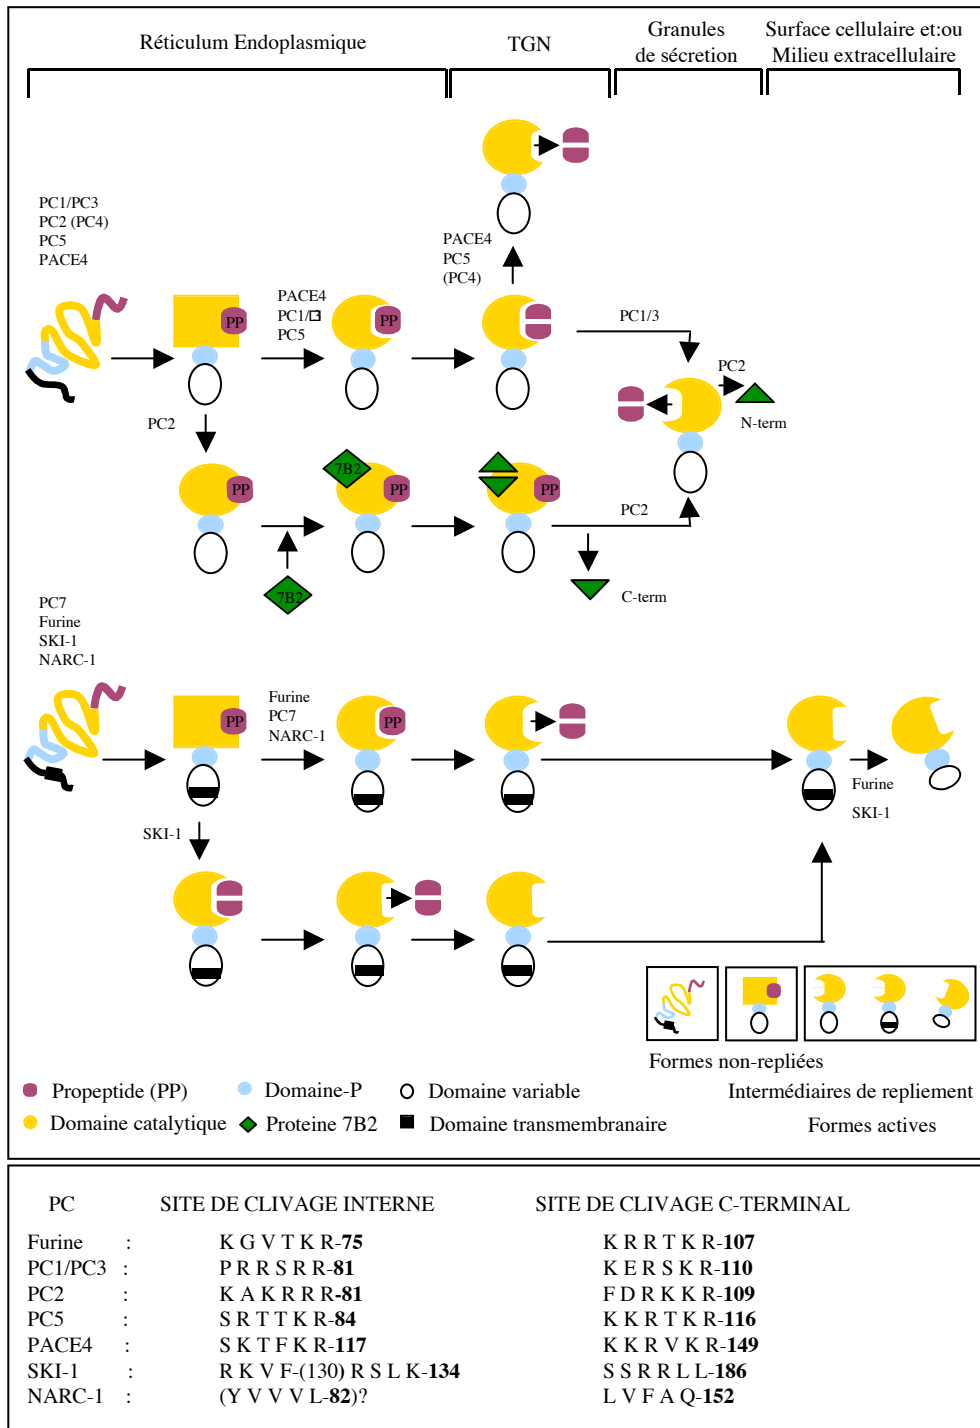 Réticulum Endoplasmique
TGN
Granules
de sécrétion
Surface cellulaire et:ou
Milieu extracellulaire
PC1/PC3
PC2 (PC4)
PC5
PACE4
PP
PACE4
PC1/3
PC5
PP
PACE4
PC5
(PC4)
PC1/3
PC2
N-term
PC2
PP
7B2
PP
PP
PC2
7B2
C-term
PC7
Furine
SKI-1
NARC-1
PP
Furine
PC7
NARC-1
PP
Furine
SKI-1
SKI-1
Formes non-repliées
Propeptide (PP)
Domaine-P
Domaine variable
Intermédiaires de repliement
Domaine catalytique
Proteine 7B2
Domaine transmembranaire
Formes actives
PC SITE DE CLIVAGE INTERNE SITE DE CLIVAGE C-TERMINAL
Furine : K G V T K R-75 K R R T K R-107
PC1/PC3 : P R R S R R-81 K E R S K R-110
PC2 : K A K R R R-81 F D R K K R-109
PC5 : S R T T K R-84 K K R T K R-116
PACE4 : S K T F K R-117 K K R V K R-149
SKI-1 : R K V F-(130) R S L K-134 S S R R L L-186
NARC-1 : (Y V V V L-82)? L V F A Q-152